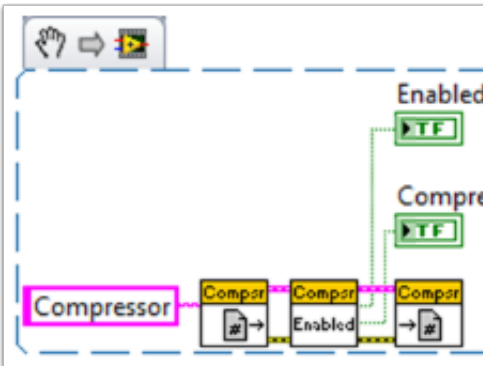 Enabled
TF
Compre
TF
Compressor
Compsr
Compsr
Compsr
#
Enabled
#